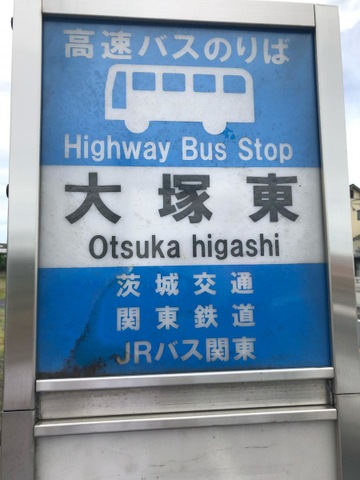 高速バスのりば
Highway Bus Stop
大塚東
Otsuka higashi
茨城交通
関東鉄道
JRバス関東